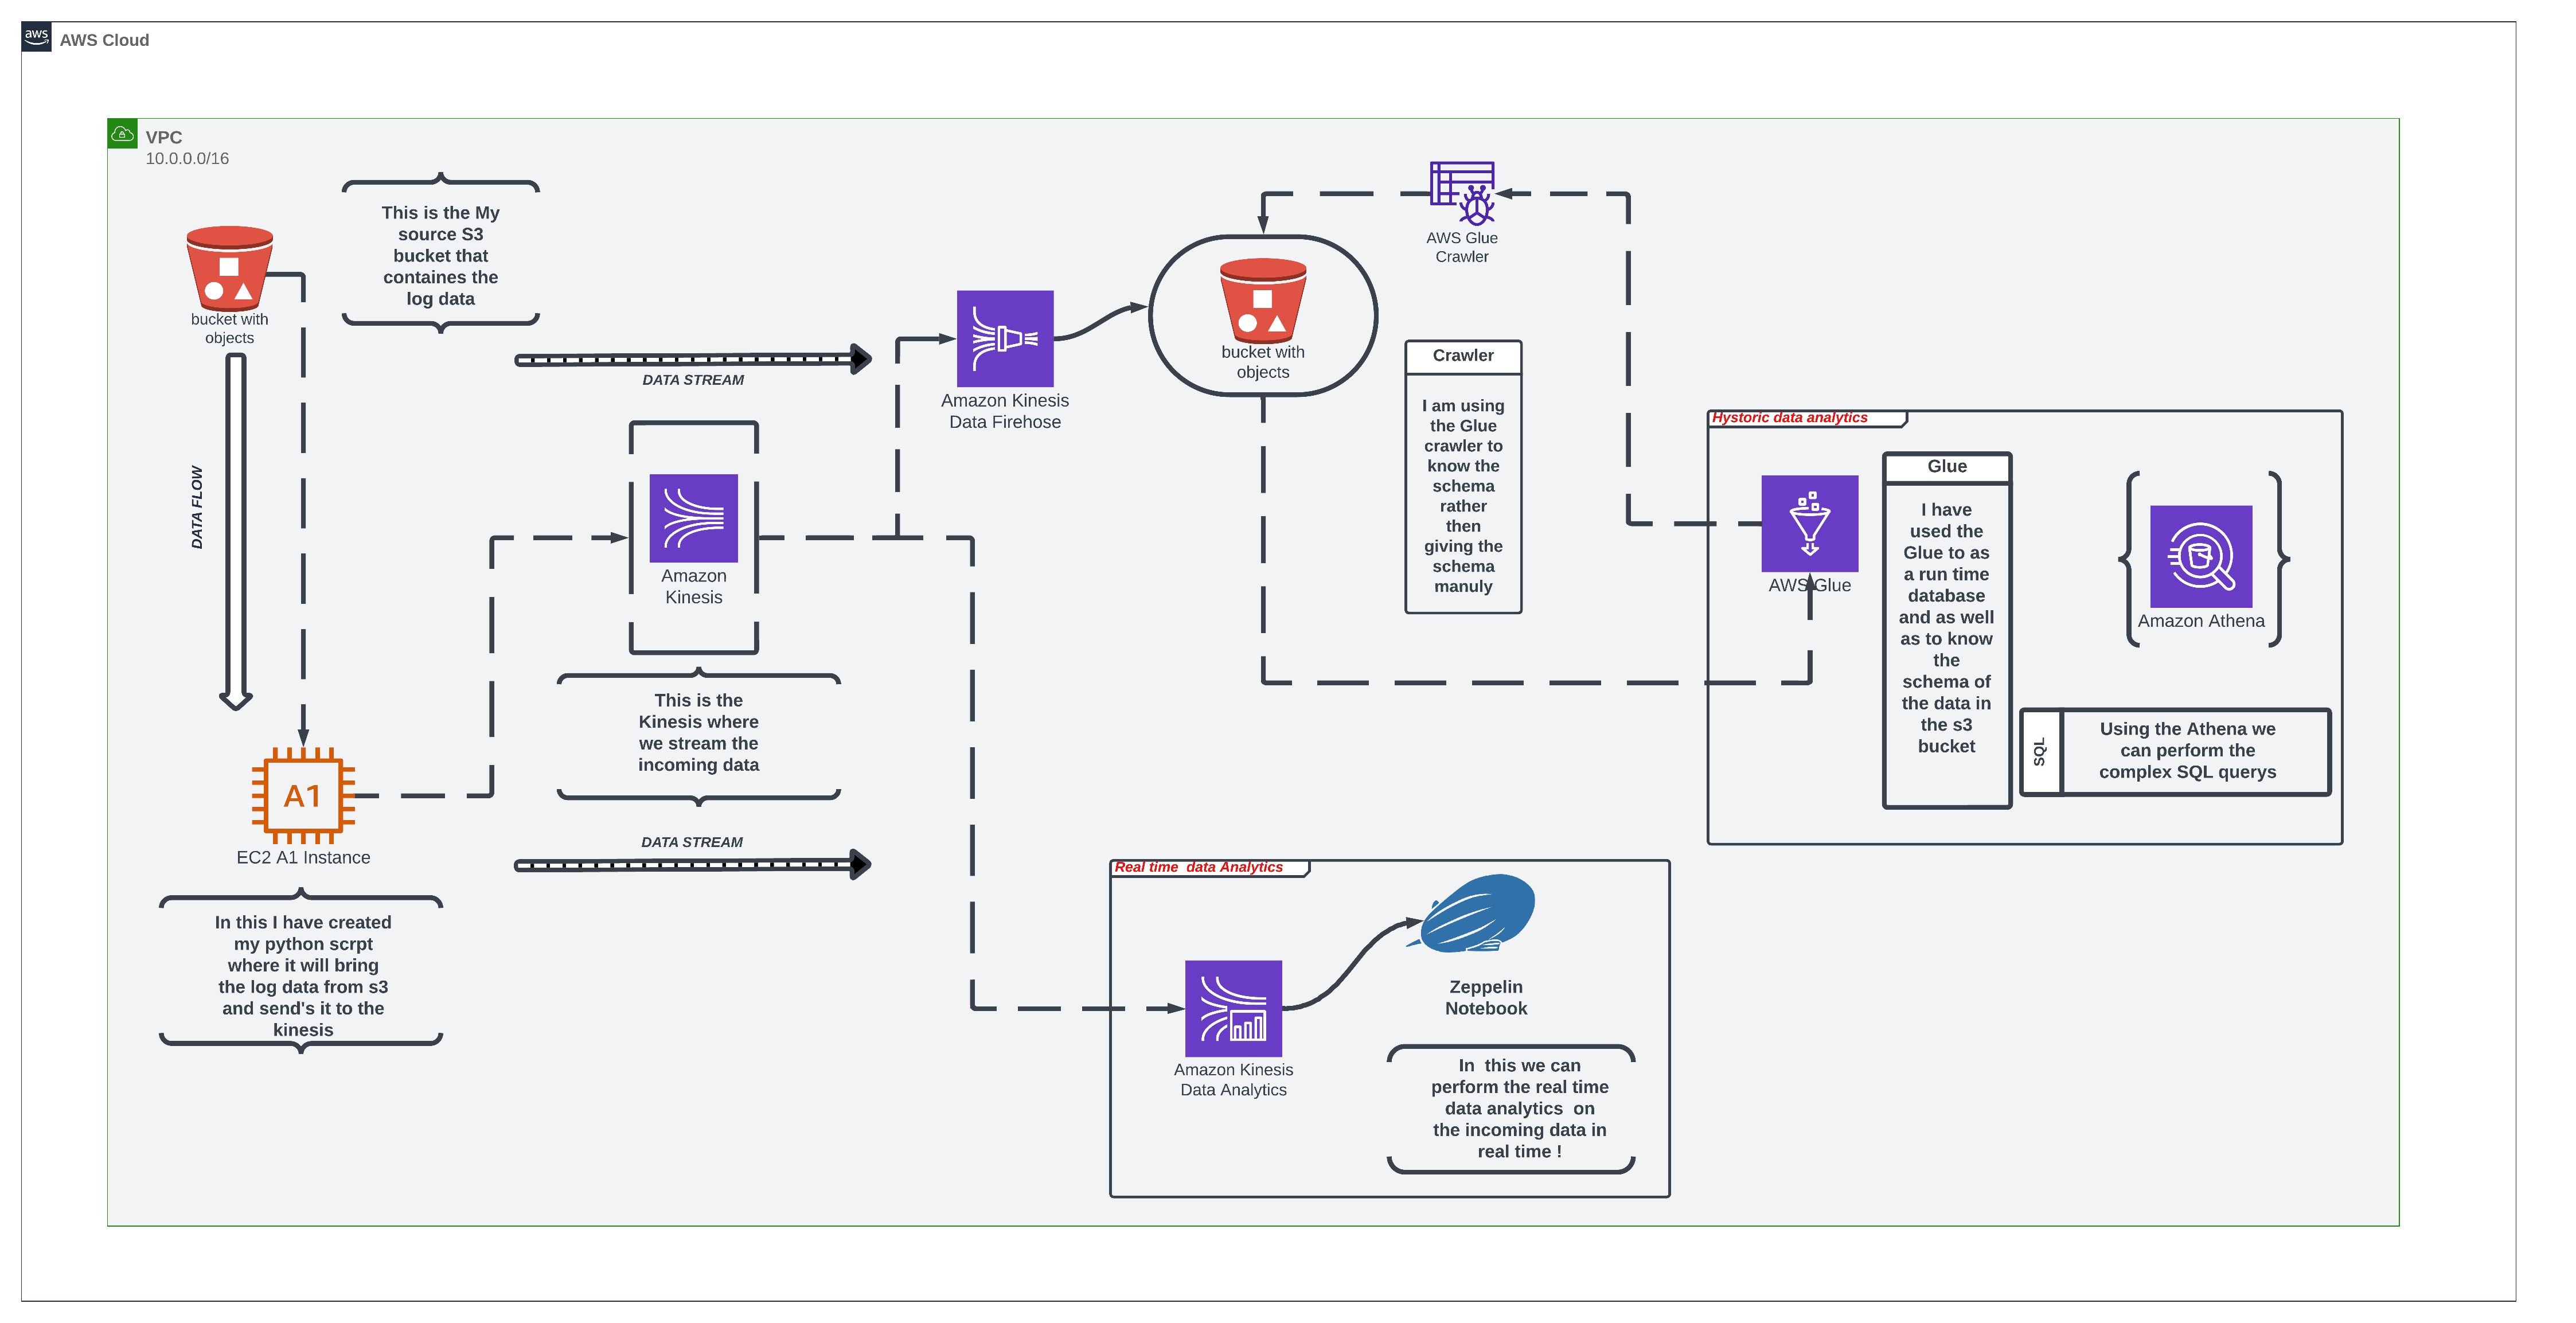 aws
AWS Cloud
VPC
10.0.0.0/16
This is the My
source S3
bucket that
containes the
log data
bucket with
objects
DATA FLOW
DATA STREAM
Amazon Kinesis
Data Firehose
bucket with
objects
AWS Glue
Crawler
Crawler
I am using
the Glue
crawler to
know the
schema
rather
then
giving the
schema
manuly
Amazon
Kinesis
This is the
Kinesis where
we stream the
incoming data
DATA STREAM
A1
EC2 A1 Instance
In this I have created
my python scrpt
where it will bring
the log data from s3
and send's it to the
kinesis
Hystoric data analytics
AWS Glue
Glue
I have
used the
Glue to as
a run time
database
and as well
as to know
the
schema of
the data in
the s3
bucket
Amazon Athena
SQL
Using the Athena we
can perform the
complex SQL querys
Real time  data Analytics
Amazon Kinesis
Data Analytics
Zeppelin
Notebook
In  this we can
perform the real time
data analytics  on
the incoming data in
real time !